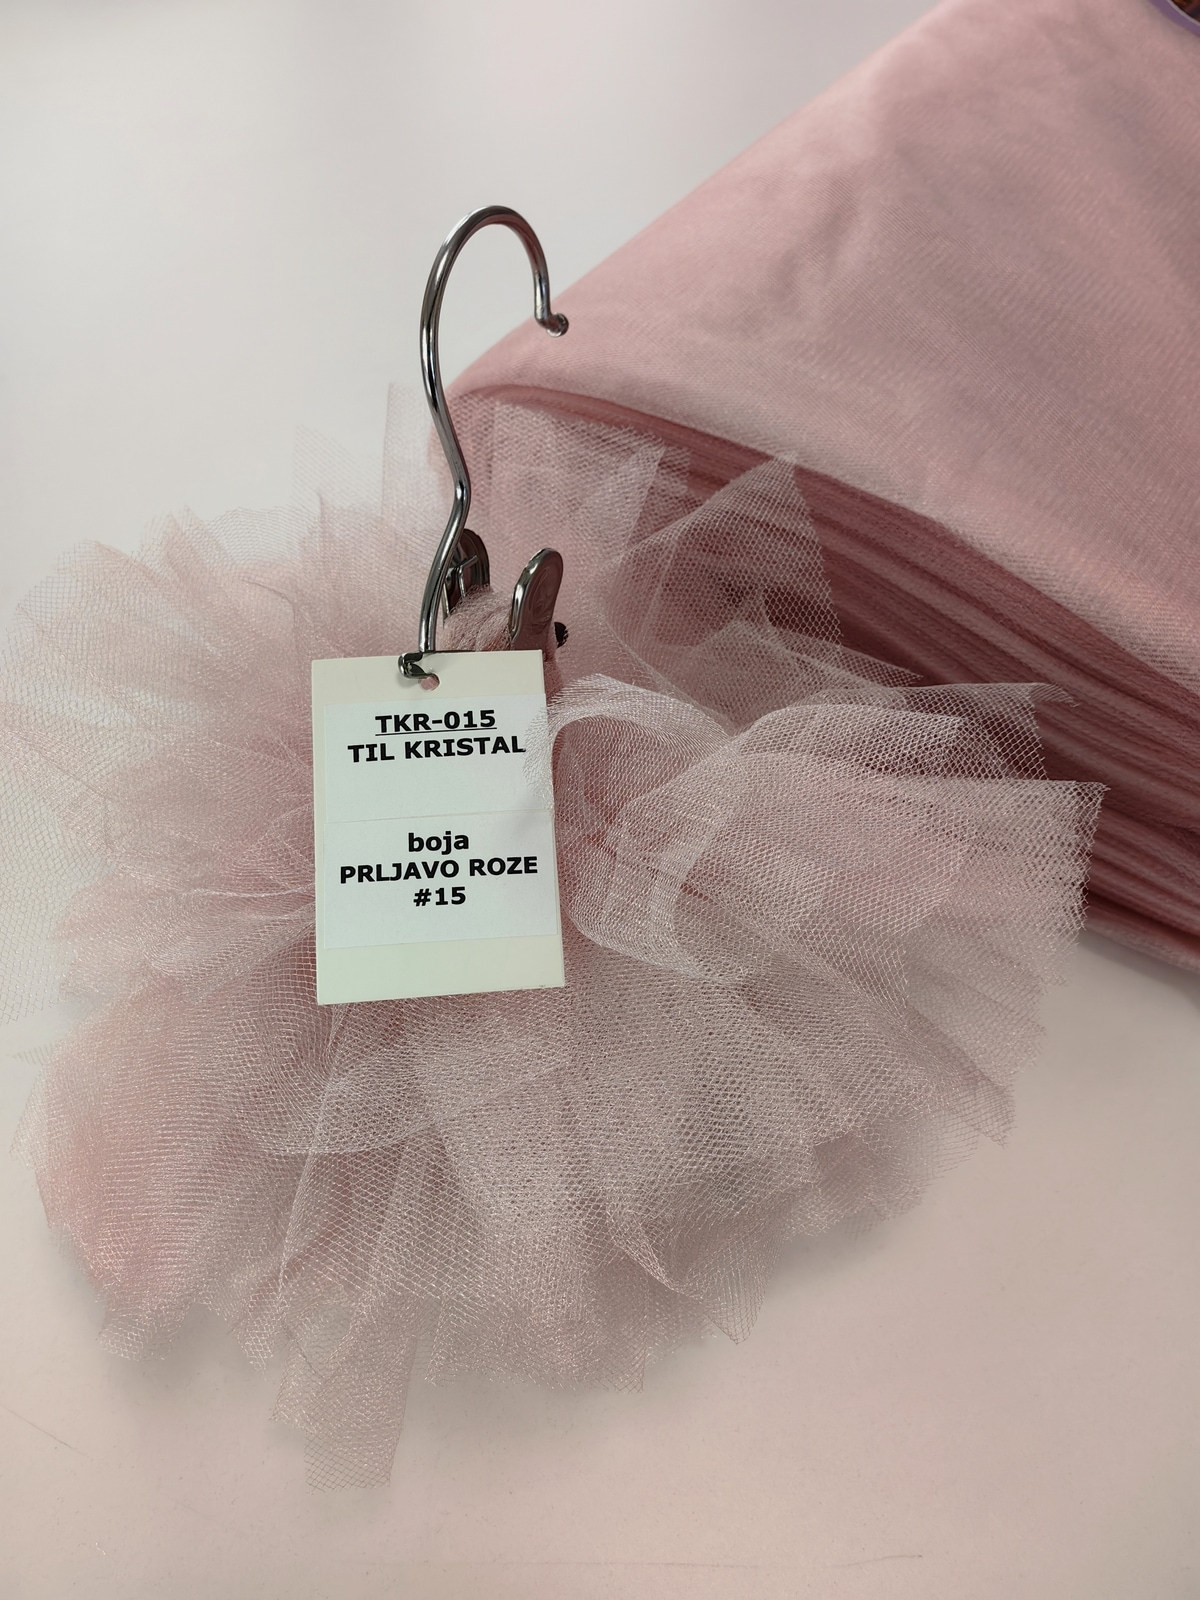 TKR-015
TIL KRISTAL
boja
PRLJAVO ROZE
#15